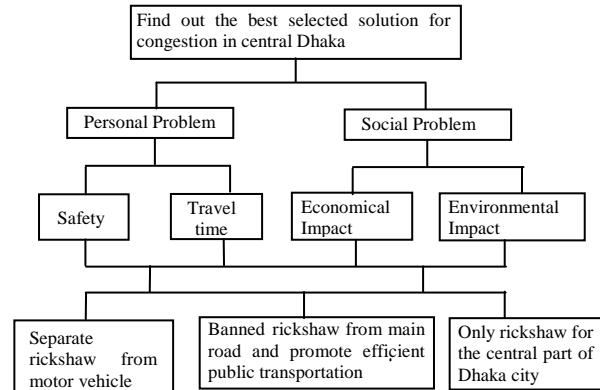 Find out the best selected solution for
congestion in central Dhaka
Personal Problem
Social Problem
Safety
Travel
time
Economical
Impact
Environmental
Impact
Separate
rickshaw from
motor vehicle
Banned rickshaw from main
road and promote efficient
public transportation
Only rickshaw for
the central part of
Dhaka city